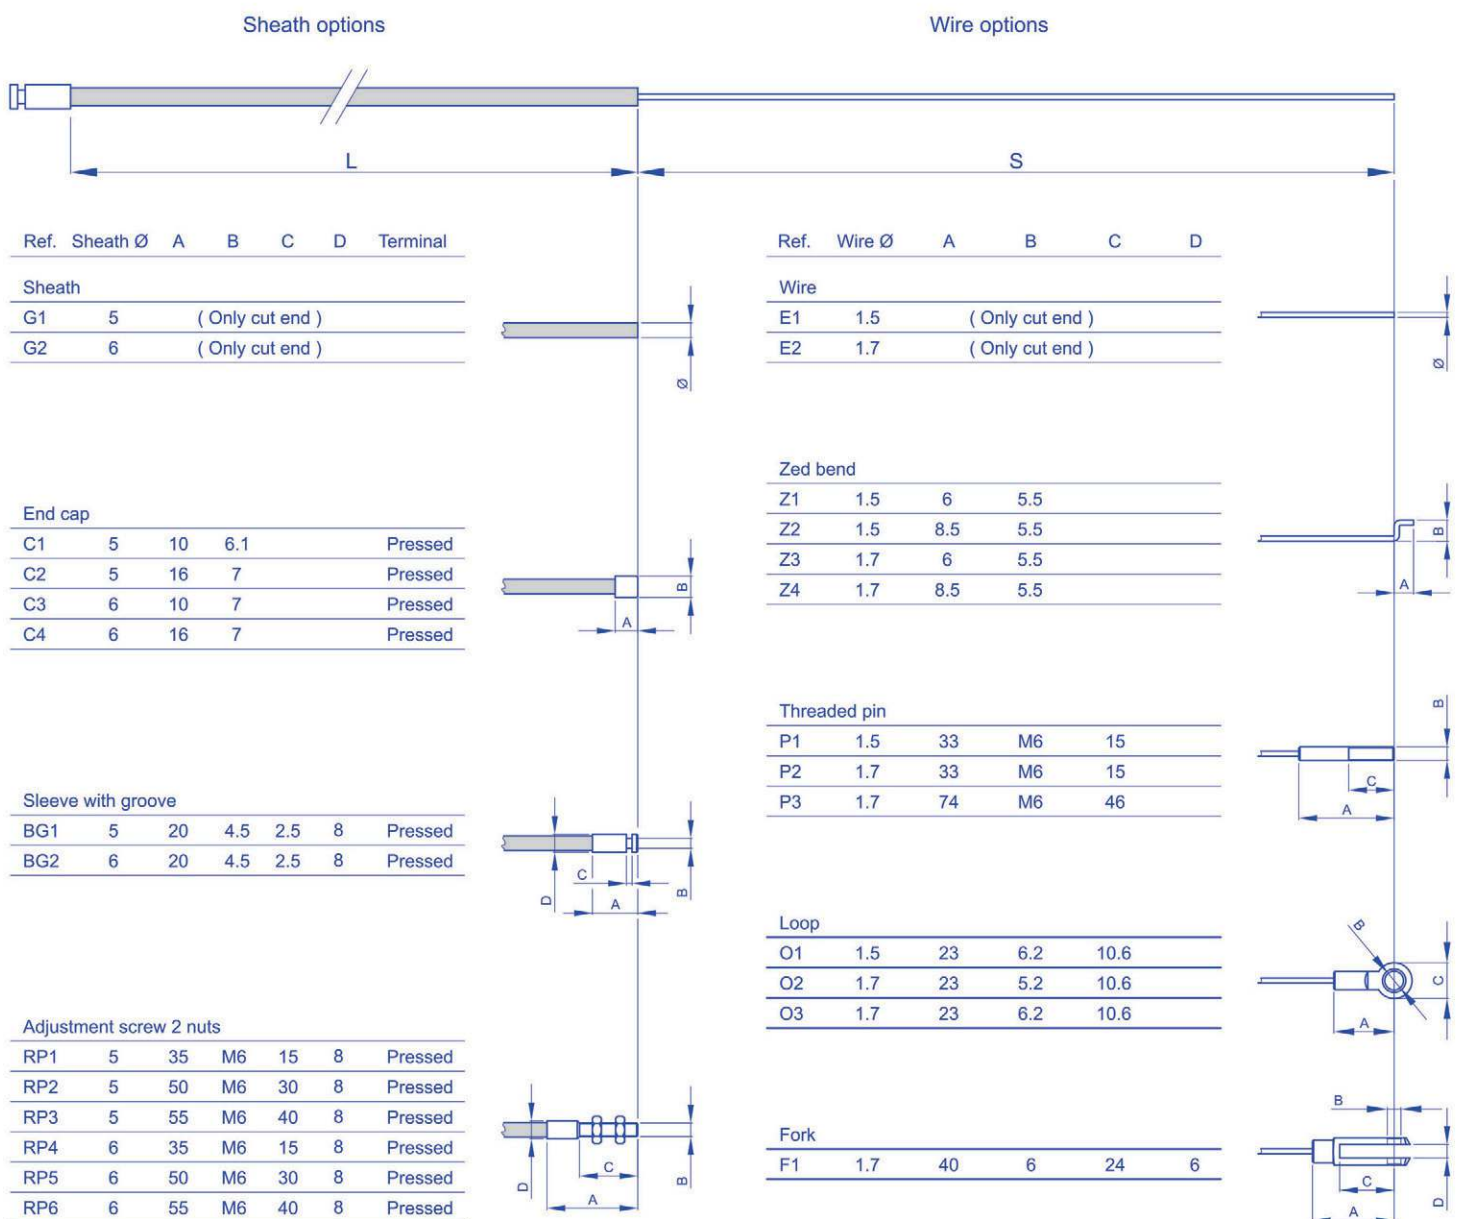 Sheath options
Wire options
L
S
Ref. Sheath Ø A B C D Terminal
Sheath
G1 5 ( Only cut end )
G2 6 ( Only cut end )
Ø
End cap
C1 5 10 6.1 Pressed
C2 5 16 7 Pressed
C3 6 10 7 Pressed
C4 6 16 7 Pressed
B
A
Sleeve with groove
BG1 5 20 4.5 2.5 8 Pressed
BG2 6 20 4.5 2.5 8 Pressed
C
D
A
B
Adjustment screw 2 nuts
RP1 5 35 M6 15 8 Pressed
RP2 5 50 M6 30 8 Pressed
RP3 5 55 M6 40 8 Pressed
RP4 6 35 M6 15 8 Pressed
RP5 6 50 M6 30 8 Pressed
RP6 6 55 M6 40 8 Pressed
C
D
B
A
Ref. Wire Ø A B C D
Wire
E1 1.5 ( Only cut end )
E2 1.7 ( Only cut end )
Ø
Zed bend
Z1 1.5 6 5.5
Z2 1.5 8.5 5.5
Z3 1.7 6 5.5
Z4 1.7 8.5 5.5
B
A
Threaded pin
P1 1.5 33 M6 15
P2 1.7 33 M6 15
P3 1.7 74 M6 46
B
C
A
Loop
O1 1.5 23 6.2 10.6
O2 1.7 23 5.2 10.6
O3 1.7 23 6.2 10.6
B
C
A
Fork
F1 1.7 40 6 24 6
B
C
D
A